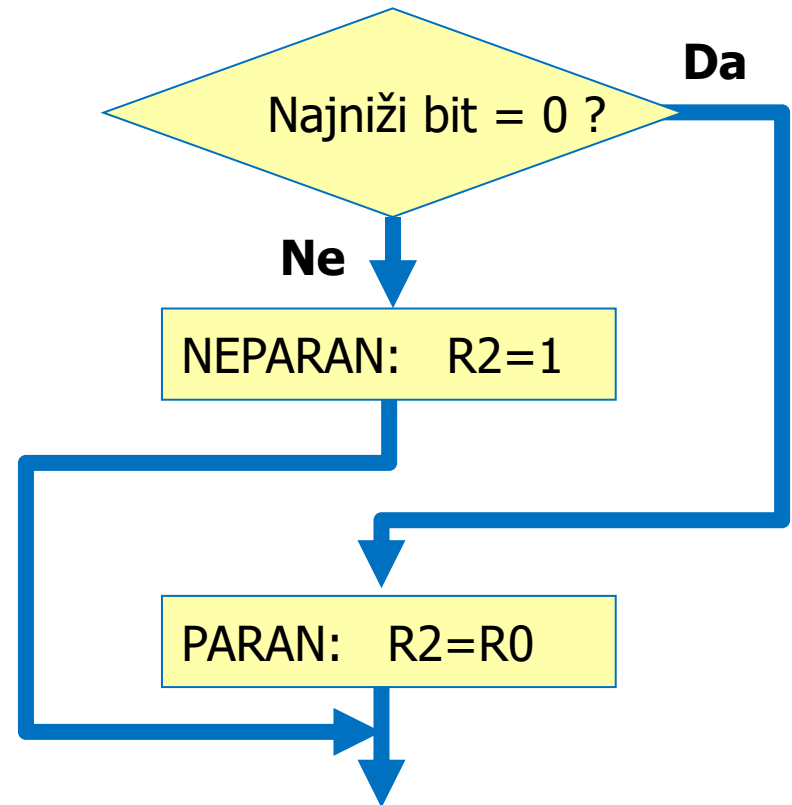 Da
Najniži bit = 0 ?
Ne
NEPARAN: R2=1
PARAN: R2=R0